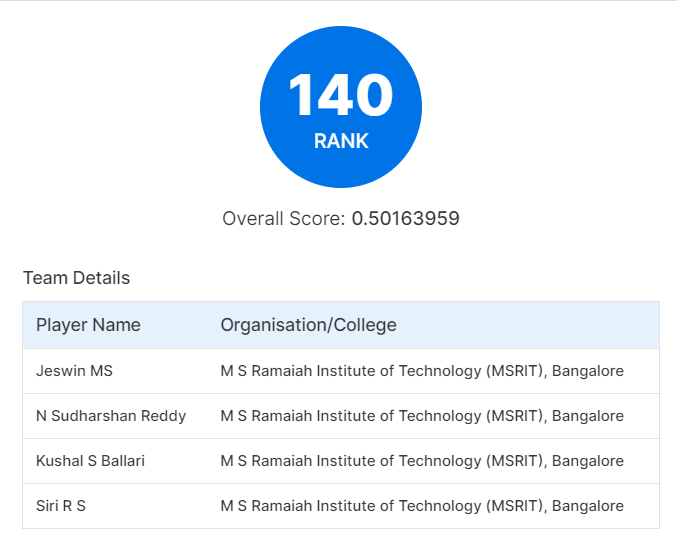 140
RANK
Overall Score: 0.50163959
Team Details
Player Name Organisation/College
Jeswin MS M S Ramaiah Institute of Technology (MSRIT), Bangalore
N Sudharshan Reddy M S Ramaiah Institute of Technology (MSRIT), Bangalore
Kushal S Ballari M S Ramaiah Institute of Technology (MSRIT), Bangalore
Siri R S M S Ramaiah Institute of Technology (MSRIT), Bangalore